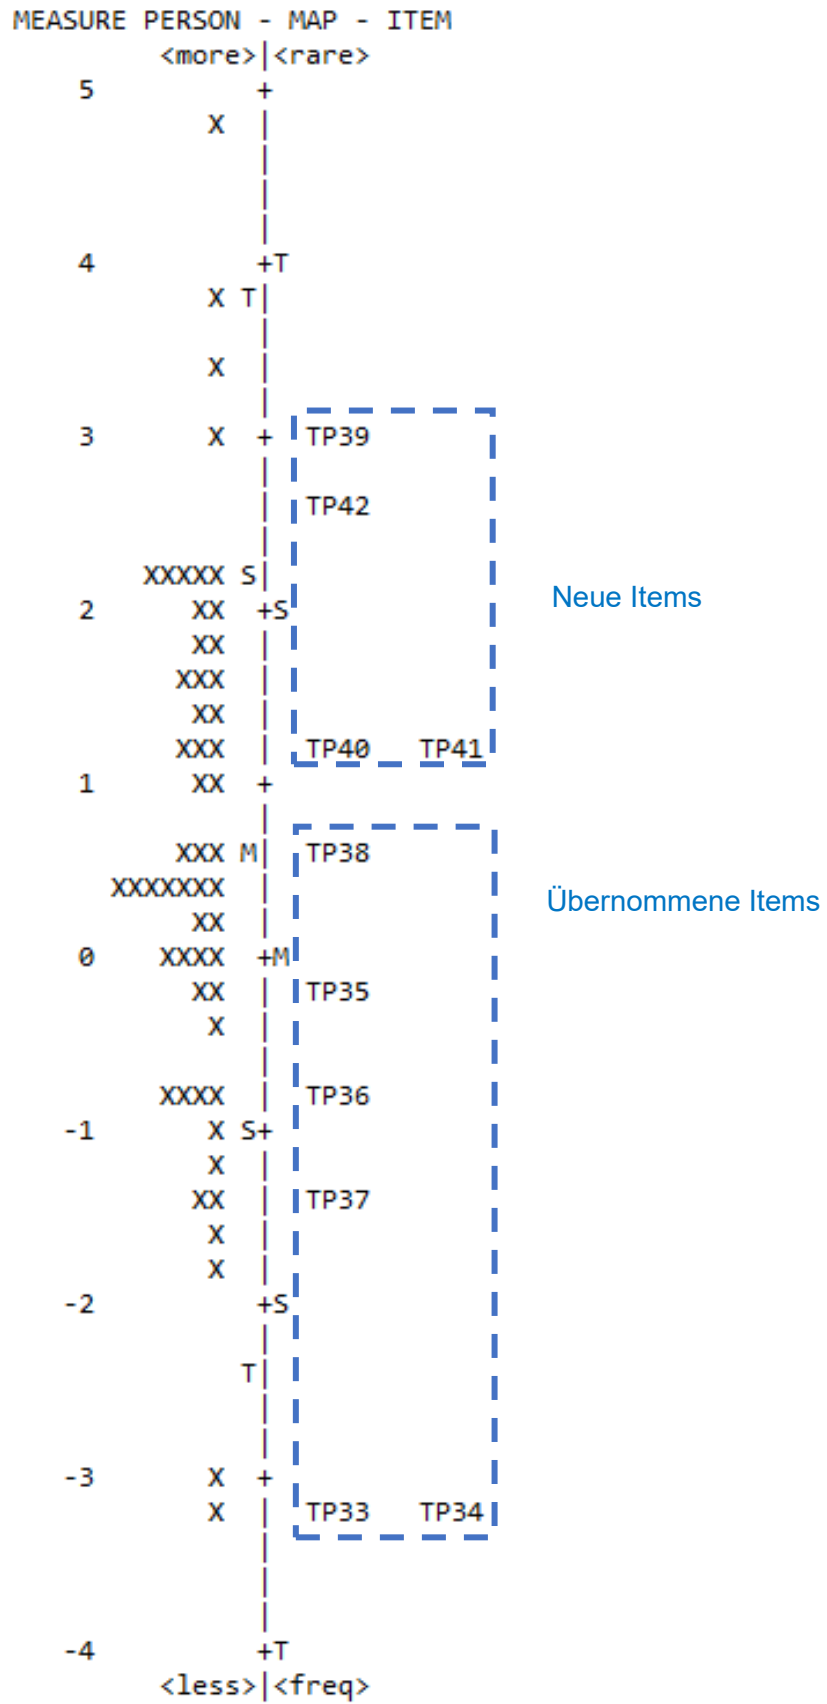 MEASURE PERSON - MAP - ITEM
<more>|<rare>
5 +
X |
|
|
|
4 +T
X T|
|
X |
|
3 X + TP39
|
| TP42
|
XXXXX S|
Neue Items
2 XX +S
XX |
XXX |
XX |
XXX | TP40 TP41
1 XX +
|
XXX M| TP38
XXXXXXX |
Übernommene Items
XX |
0 XXXX +M
XX | TP35
X |
|
XXXX | TP36
-1 X S+
X |
XX | TP37
X |
X |
-2 +S
|
T|
|
|
-3 X +
X | TP33 TP34
|
|
|
-4 +T
<less>|<freq>